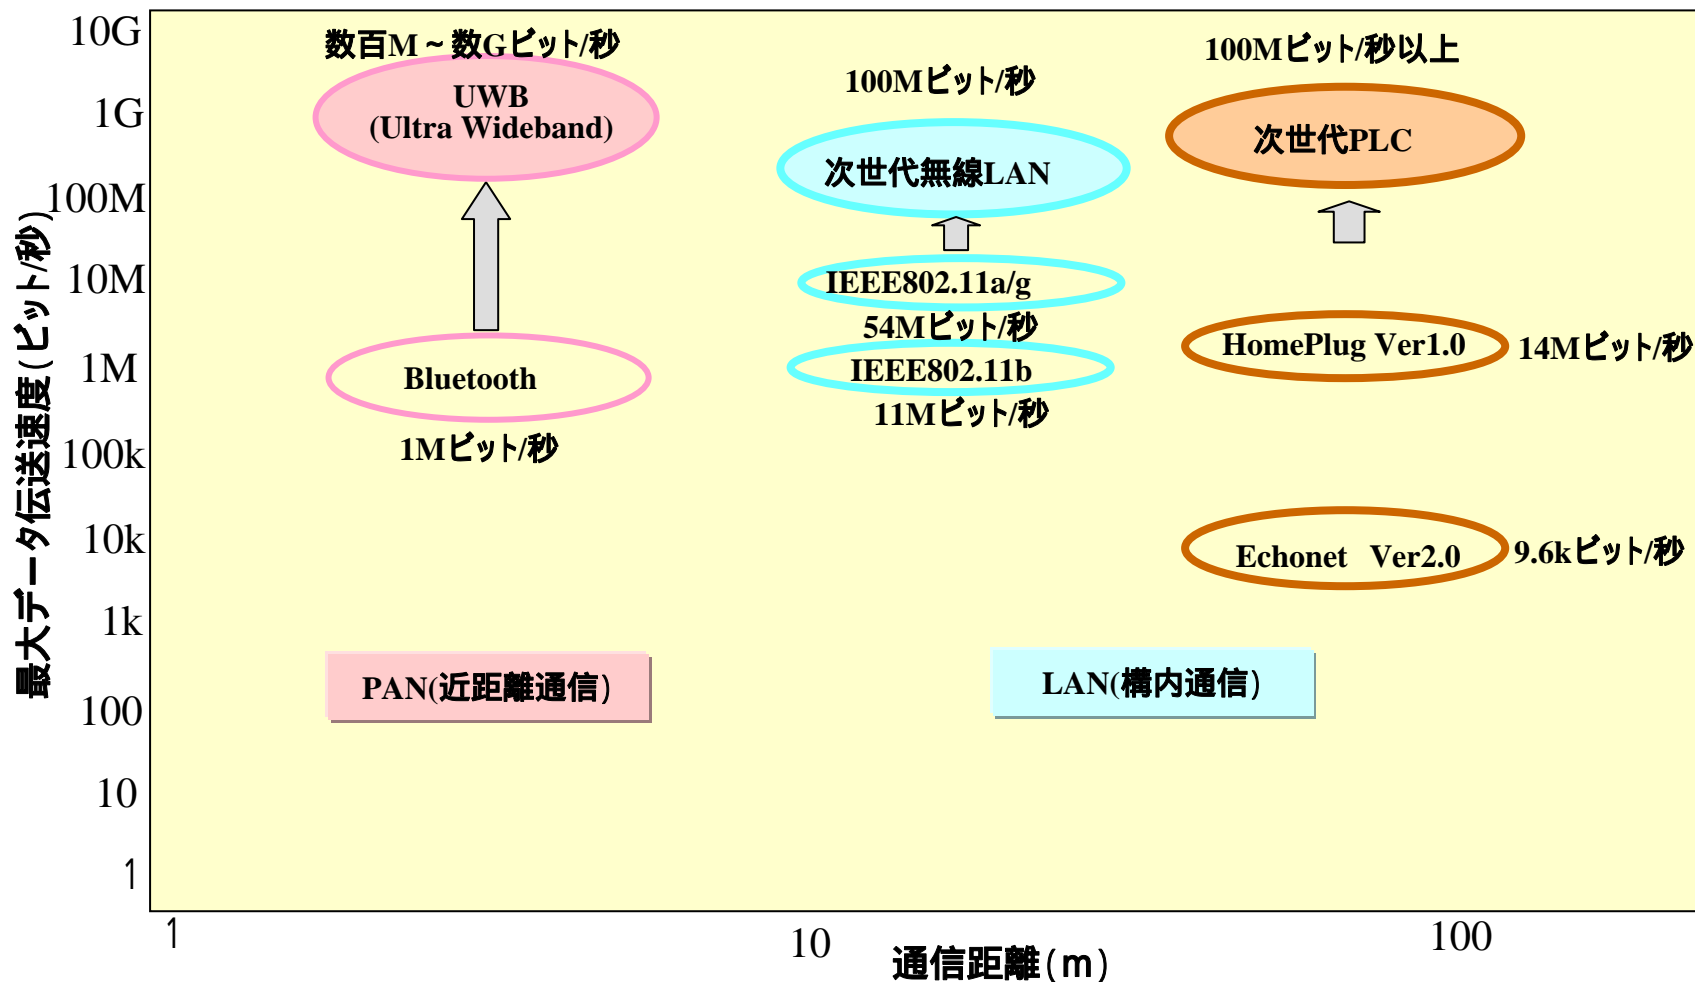 10G
1G
100M
10M
1M
100k
10k
1k
100
10
1
最大データ伝送速度(ビット/秒)
数百M~数Gビット/秒
UWB
(Ultra Wideband)
Bluetooth
1Mビット/秒
100Mビット/秒
次世代無線LAN
IEEE802.11a/g
54Mビット/秒
IEEE802.11b
11Mビット/秒
100Mビット/秒以上
次世代PLC
HomePlug Ver1.0
14Mビット/秒
Echonet Ver2.0
9.6kビット/秒
PAN(近距離通信)
LAN(構内通信)
1
10
100
通信距離(m)